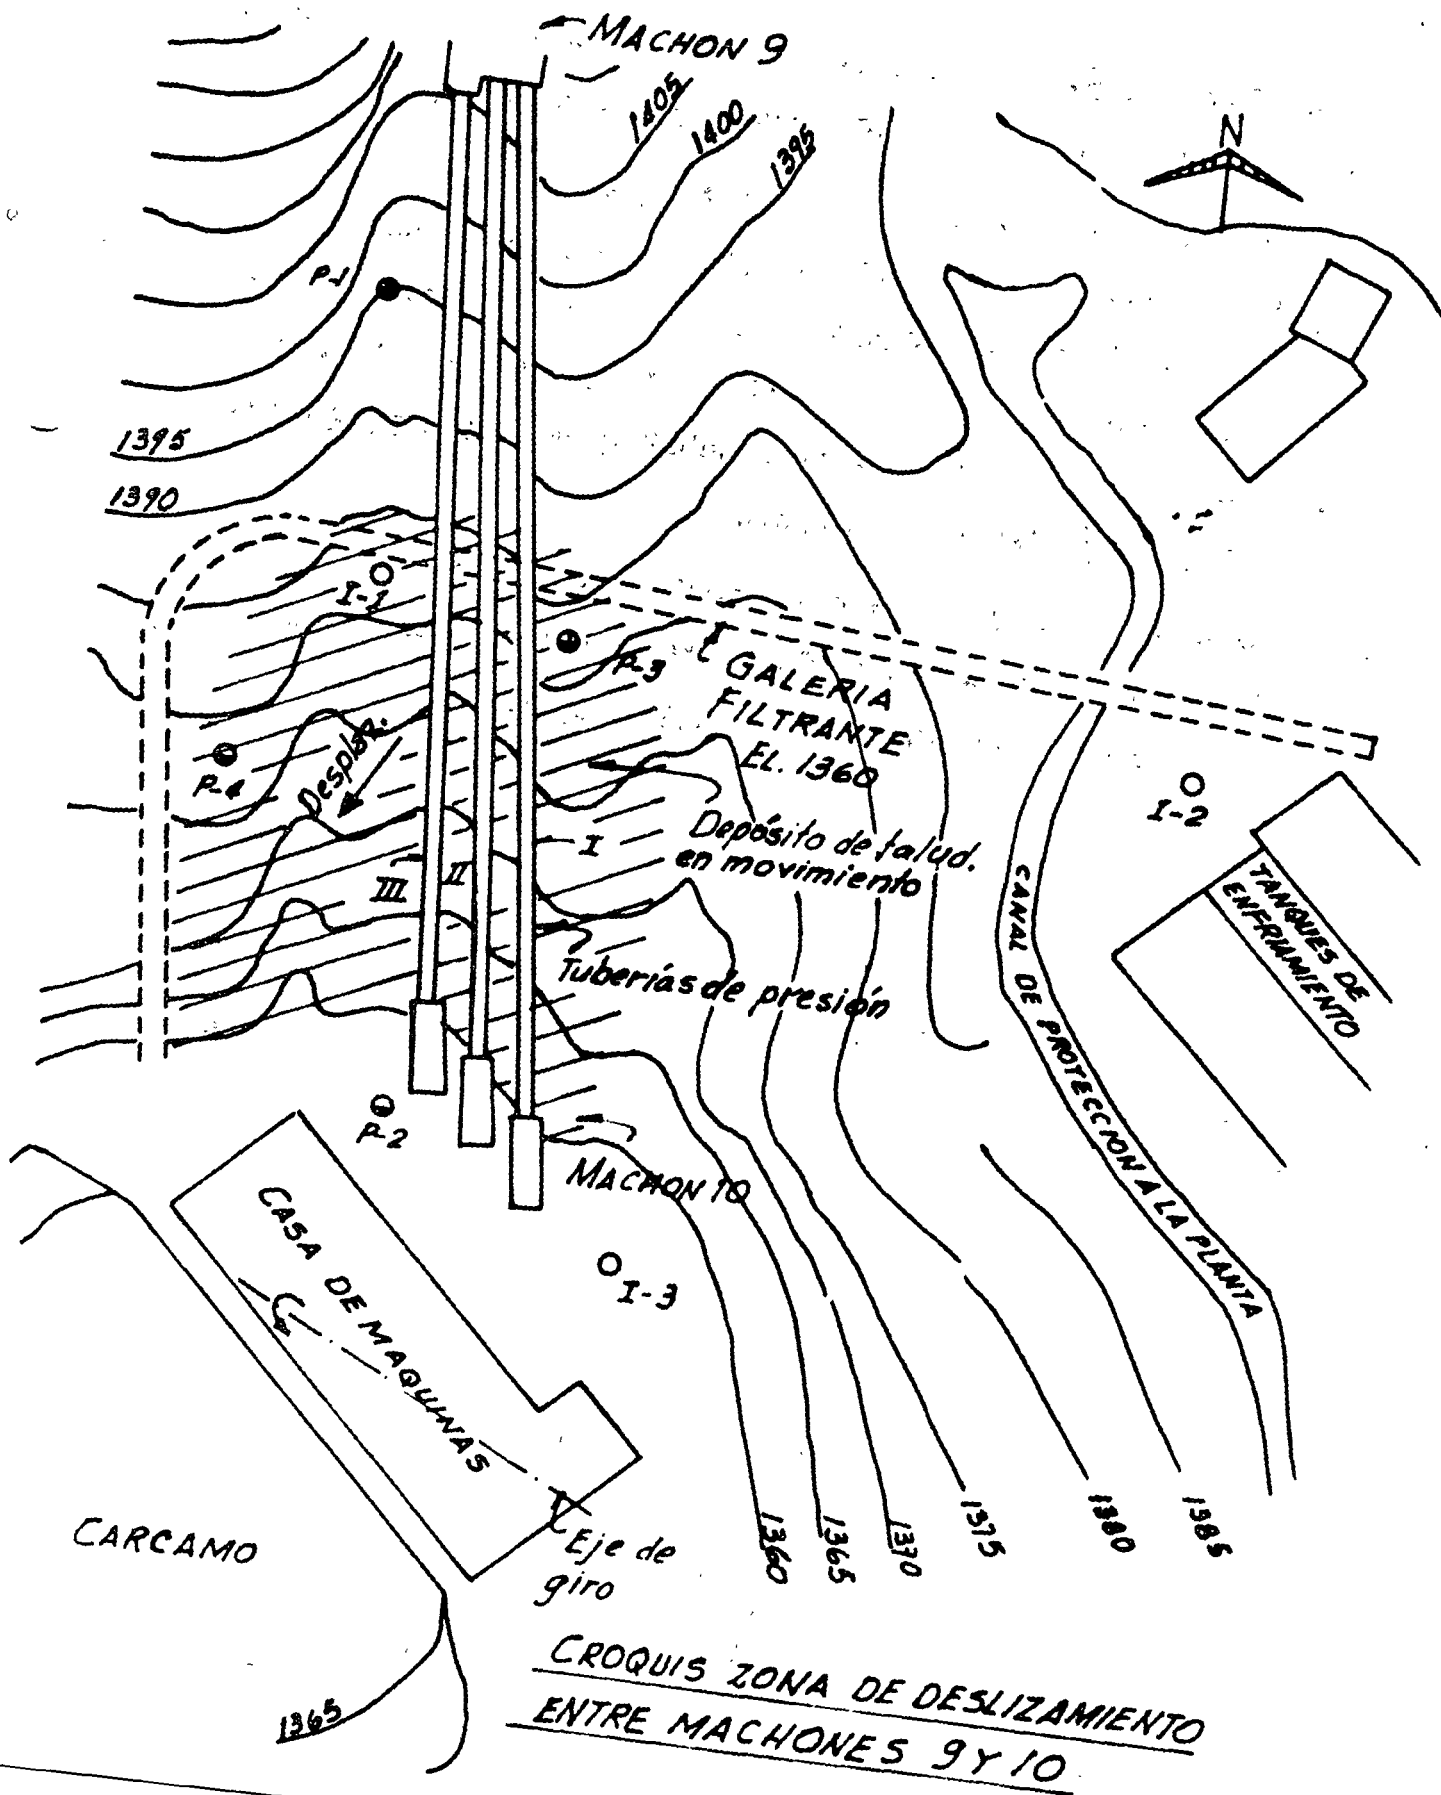 MACHON 9
1405
1400
1395
N
P-1
1395
1390
I-1
P-3
GALERIA
FILTRANTE
EL. 1360
P-4
Desplaz.
I-2
Depósito de talud.
en movimiento
I
II
III
TANQUES DE
ENFRIAMIENTO
CANAL DE PROTECCION A LA PLANTA
Tuberías de presión
P-2
MACHON 10
I-3
CASA DE MAQUINAS
CARCAMO
Eje de
giro
1360
1365
1370
1375
1380
1385
1365
CROQUIS ZONA DE DESLIZAMIENTO
ENTRE MACHONES 9 Y 10